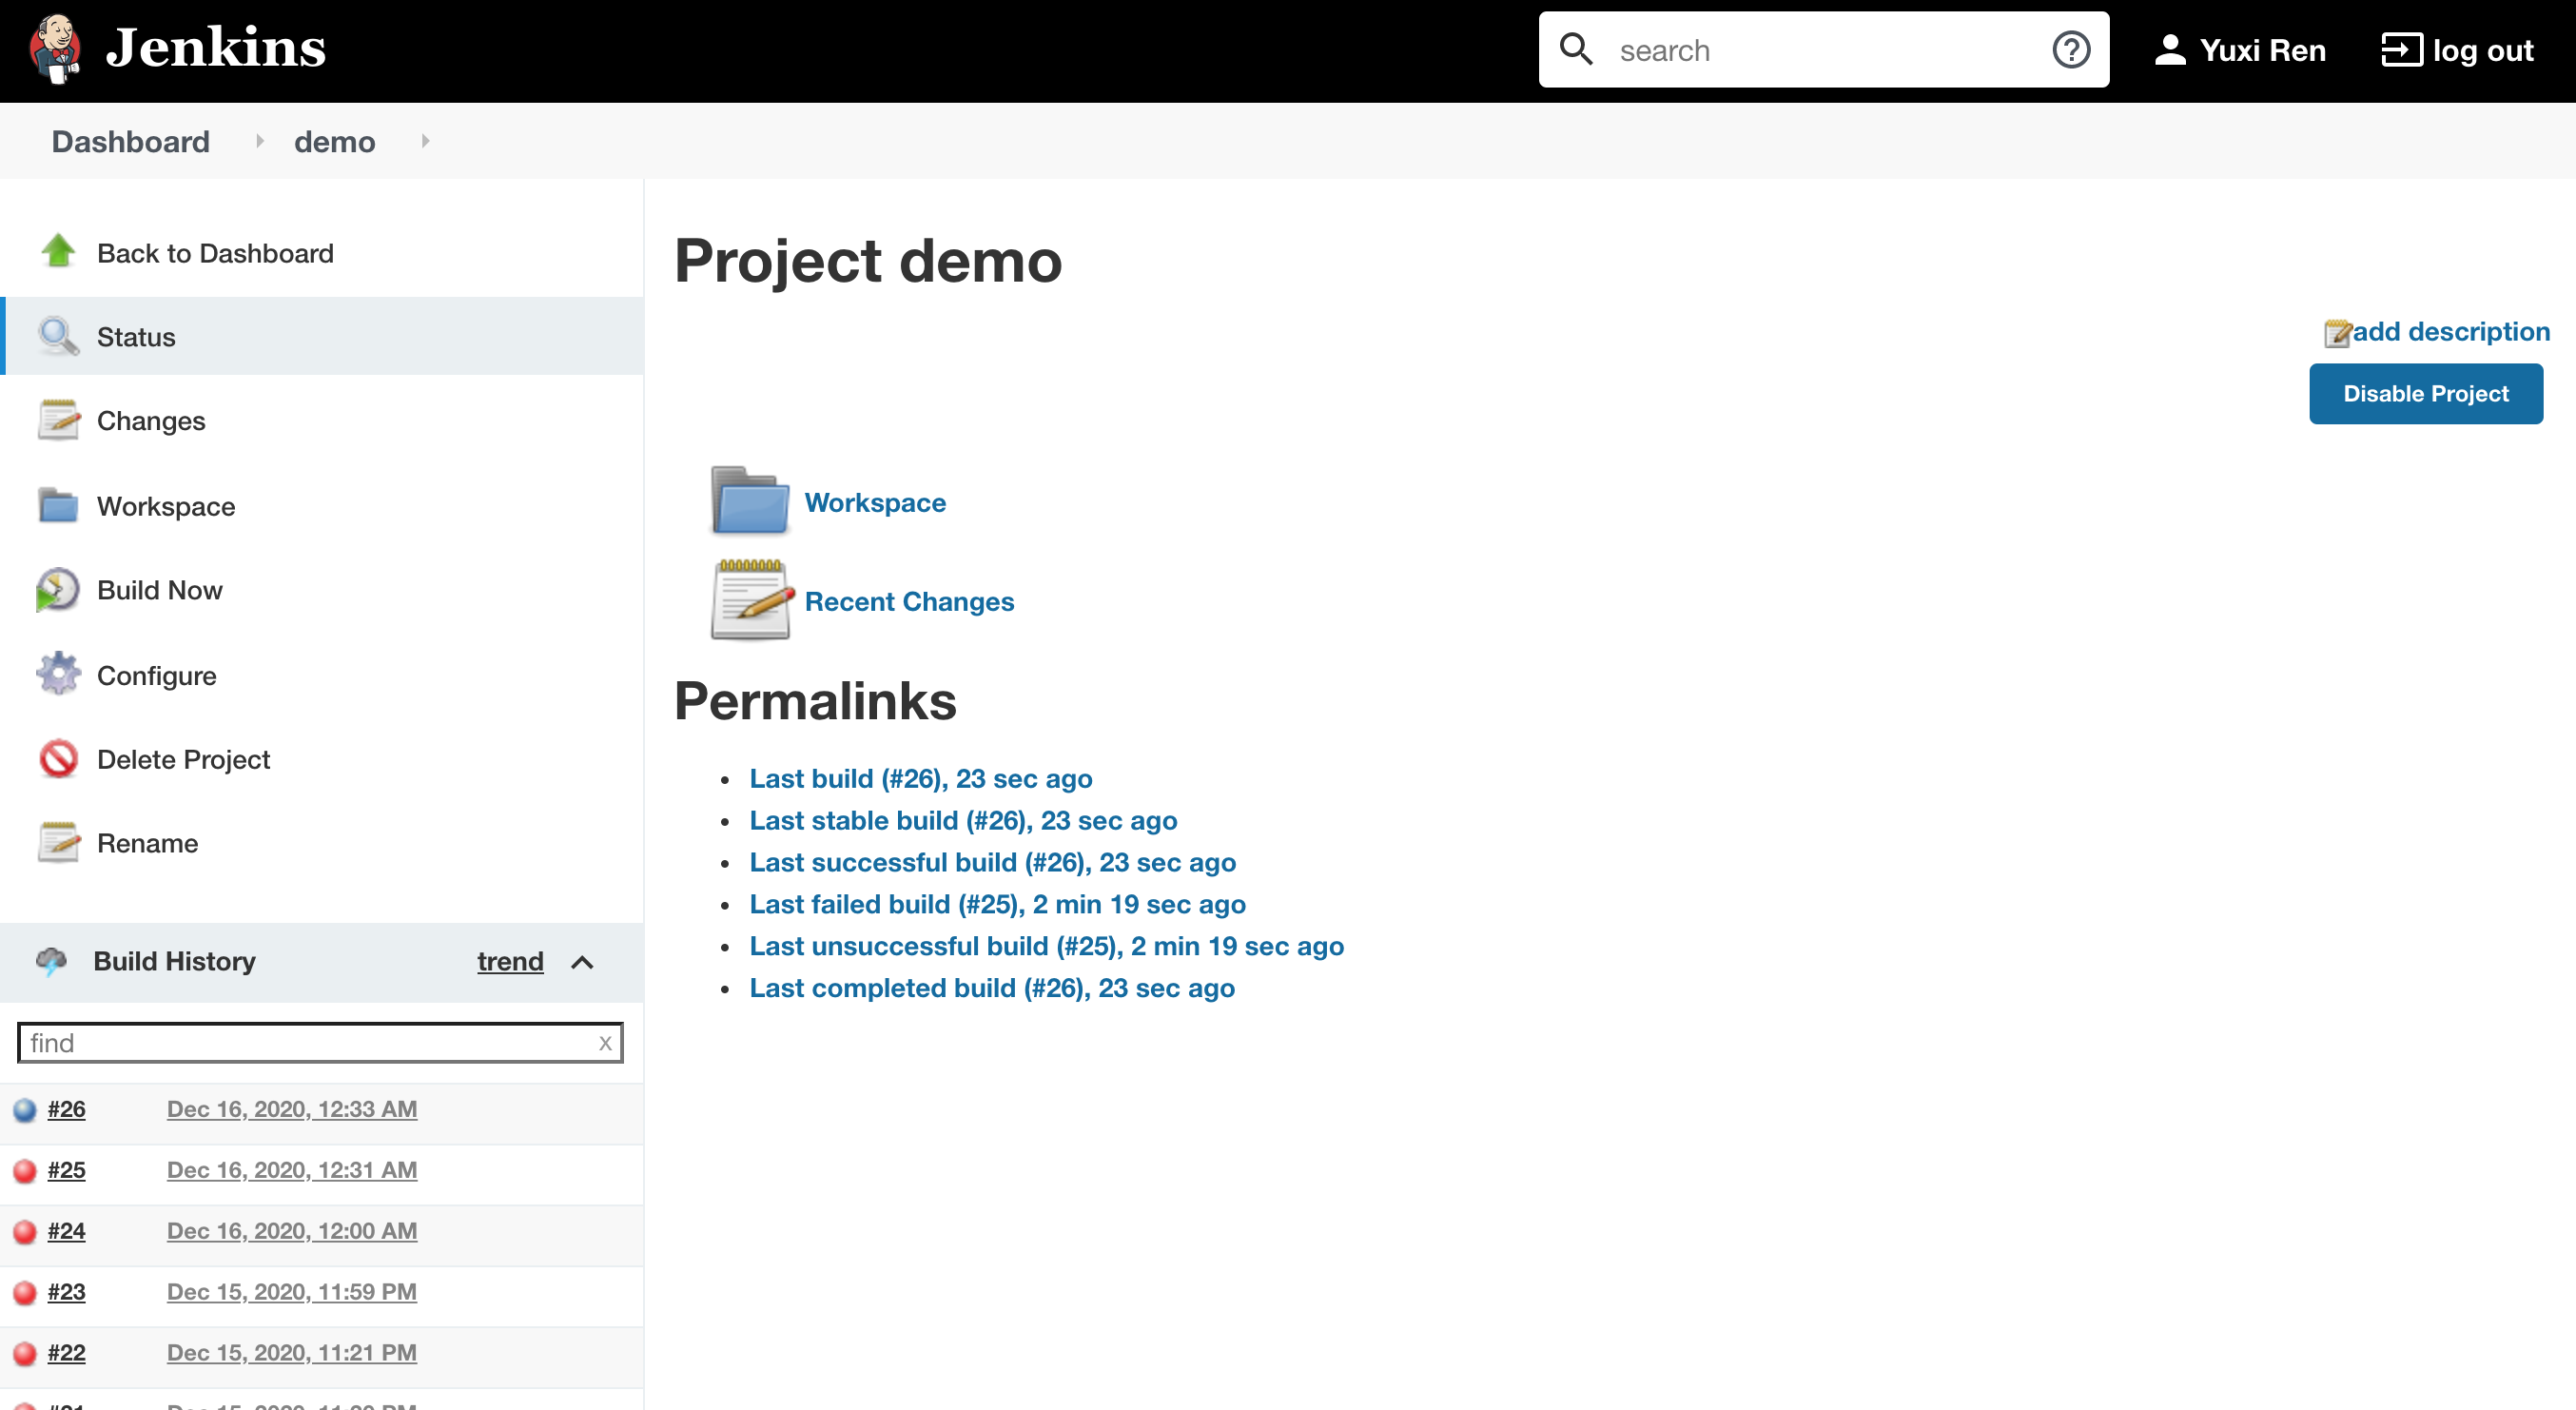 Jenkins
search
Yuxi Ren
log out
Dashboard
demo
Back to Dashboard
Status
Changes
Workspace
Build Now
Configure
Delete Project
Rename
Build History
trend
find
x
#26 Dec 16, 2020, 12:33 AM
#25 Dec 16, 2020, 12:31 AM
#24 Dec 16, 2020, 12:00 AM
#23 Dec 15, 2020, 11:59 PM
#22 Dec 15, 2020, 11:21 PM
Project demo
add description
Disable Project
Workspace
Recent Changes
Permalinks
Last build (#26), 23 sec ago
Last stable build (#26), 23 sec ago
Last successful build (#26), 23 sec ago
Last failed build (#25), 2 min 19 sec ago
Last unsuccessful build (#25), 2 min 19 sec ago
Last completed build (#26), 23 sec ago